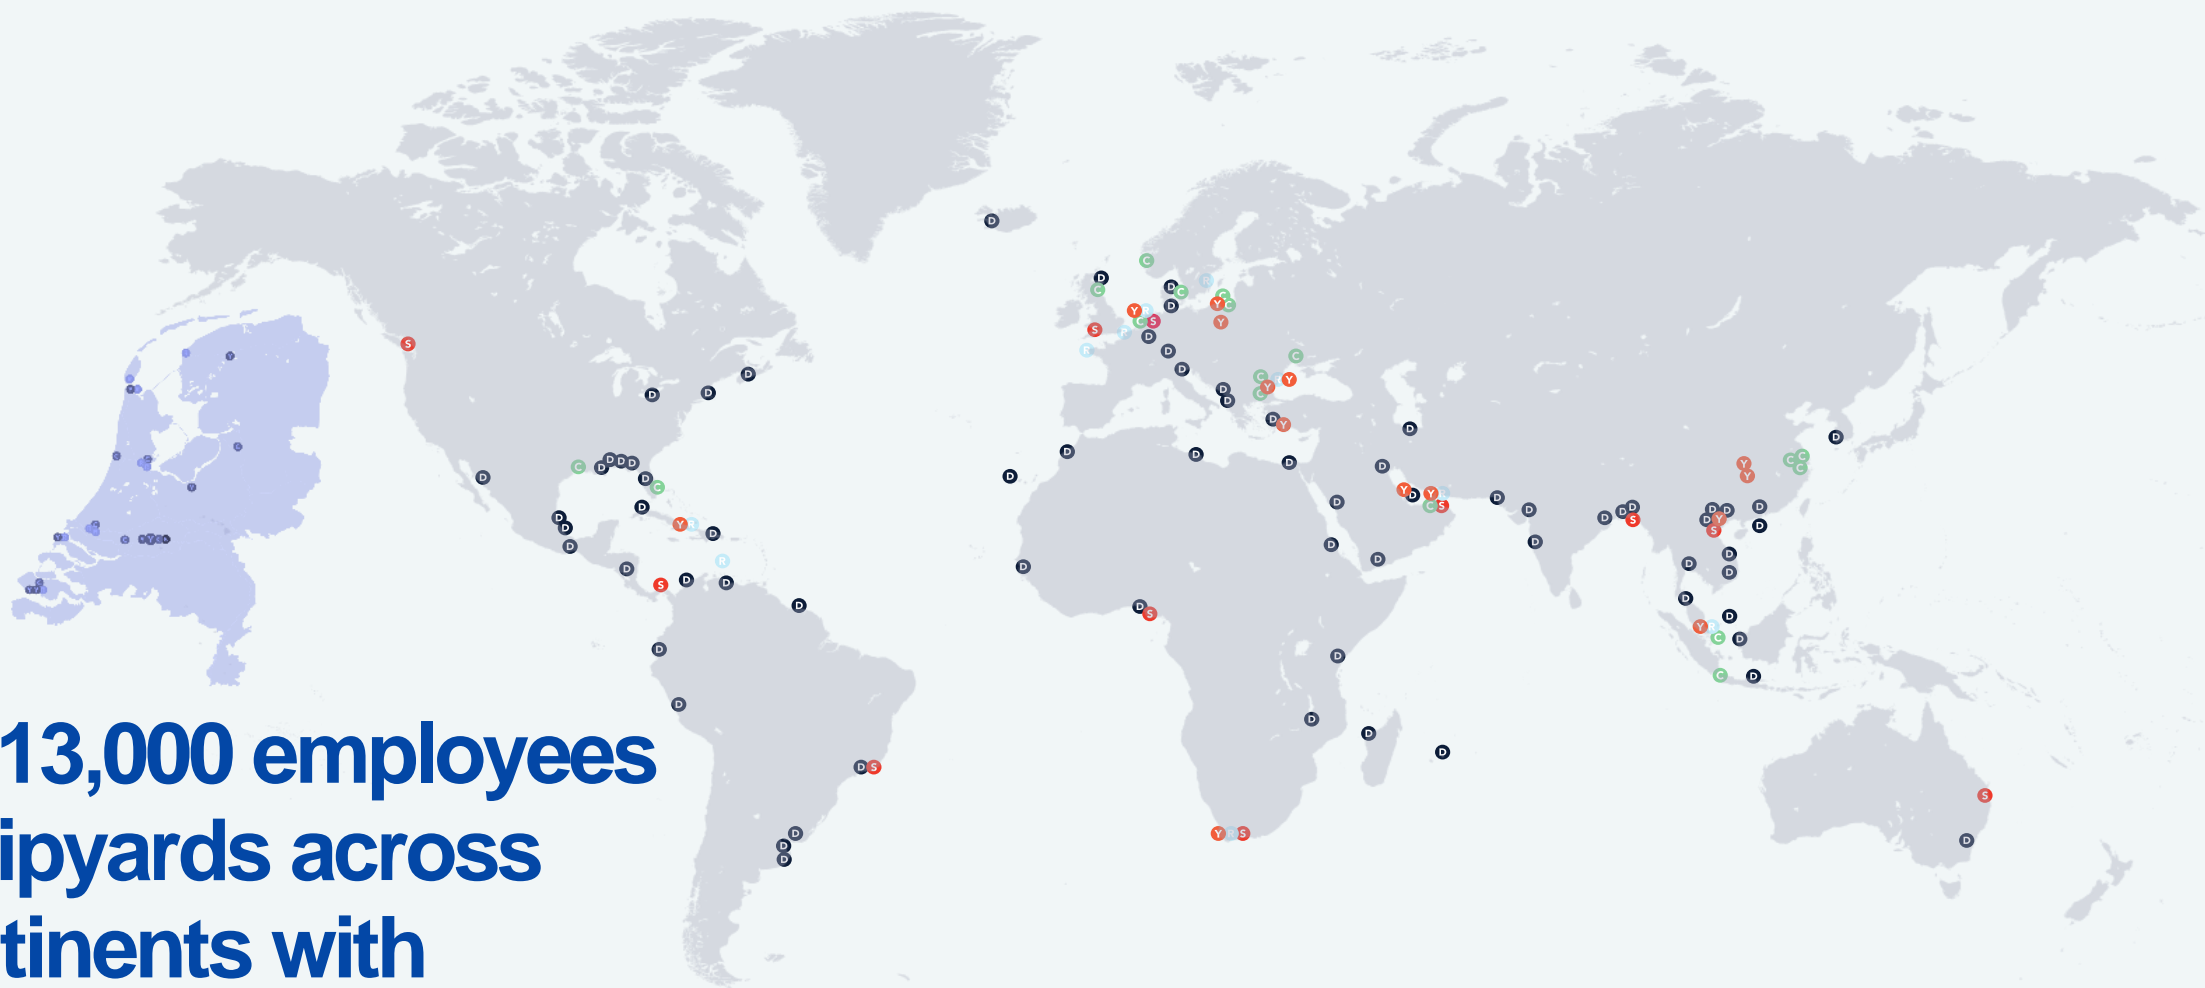 13,000 employees
ipyards across
tinents with